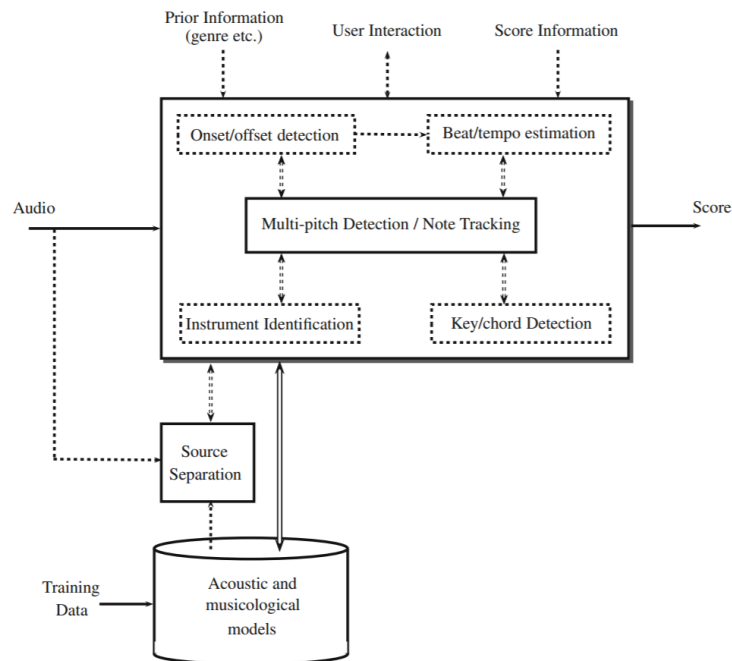 Prior Information
(genre etc.)
User Interaction
Score Information
Onset/offset detection
Beat/tempo estimation
Audio
Multi-pitch Detection / Note Tracking
Score
Instrument Identification
Key/chord Detection
Source
Separation
Training
Data
Acoustic and
musicological
models